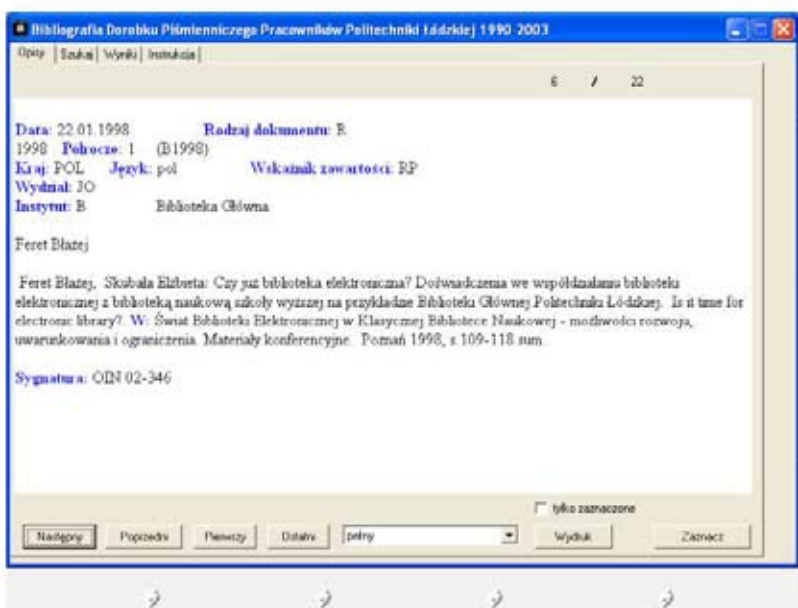 Bibliografia Dorobku Piśmienniczego Pracowników Politechniki Łódzkiej 1990-2003
Opisy Szukaj Wyniki Instrukcja
6 / 22
Data: 22.01.1998 Rodzaj dokumentu: R
1998 Półrocze: 1 (B1998)
Kraj: POL Język: pol Wskaźnik zawartości: RP
Wydział: JO
Instytut: B Biblioteka Główna
Feret Błażej
Feret Błażej, Skubała Elżbieta: Czy już biblioteka elektroniczna? Doświadczenia we współdziałaniu biblioteki
elektronicznej z biblioteką naukową szkoły wyższej na przykładzie Biblioteki Głównej Politechniki Łódzkiej. Is it time for
electronic library? W: Świat Biblioteki Elektronicznej w Klasycznej Bibliotece Naukowej - możliwości rozwoju,
uwarunkowania i ograniczenia. Materiały konferencyjne. Poznań 1998, s.109-118 sum.
Sygnatura: OIN 02-346
tylko zaznaczone
Następny Poprzedni Pierwszy Ostatni pełny Wydruk Zaznacz